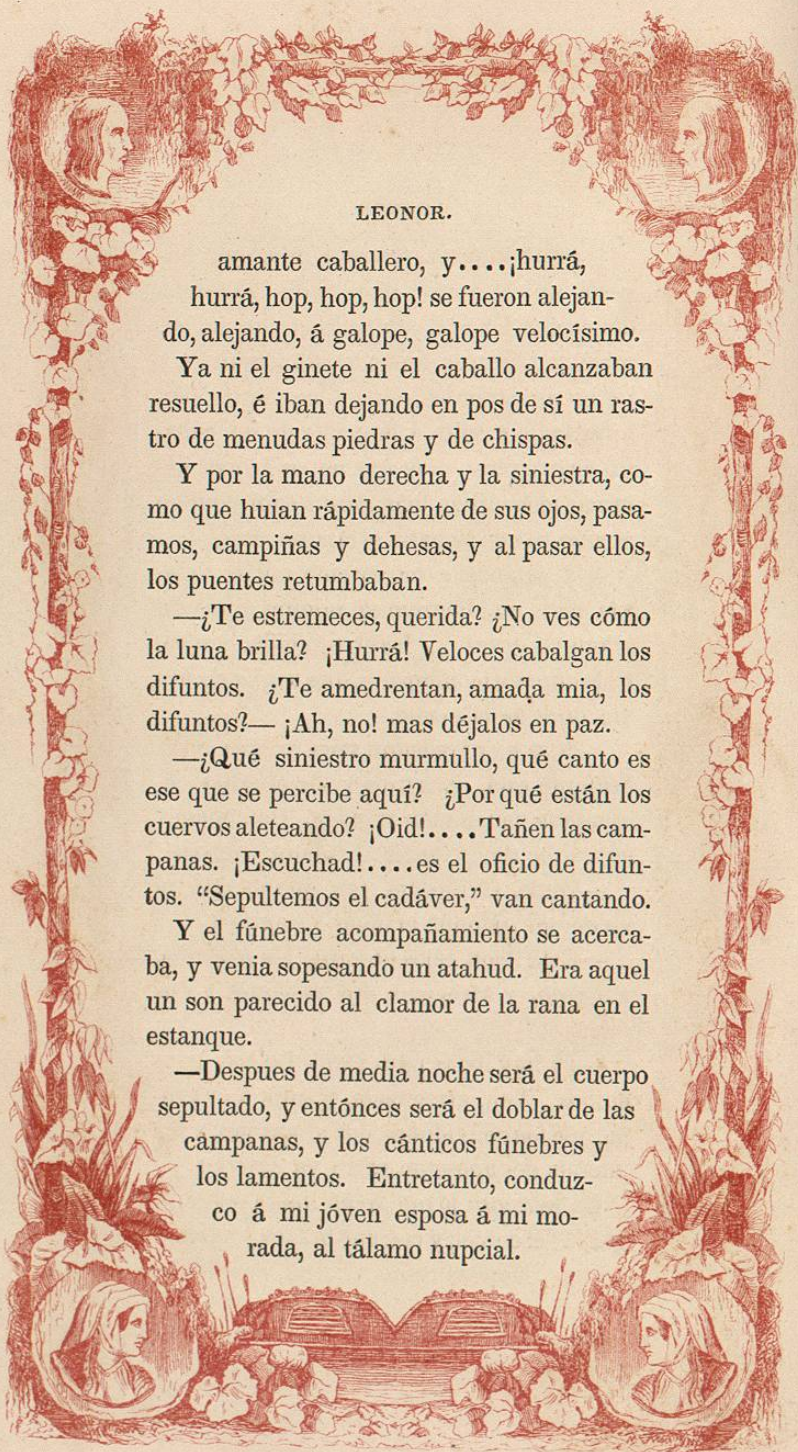 LEONOR.
amante caballero, y....¡hurrá,
hurrá, hop, hop, hop! se fueron alejan-
do, alejando, á galope, galope velocísimo.
Ya ni el ginete ni el caballo alcanzaban
resuello, é iban dejando en pos de sí un ras-
tro de menudas piedras y de chispas.
Y por la mano derecha y la siniestra, co-
mo que huian rápidamente de sus ojos, pasa-
mos, campiñas y dehesas, y al pasar ellos,
los puentes retumbaban.
—¿Te estremeces, querida? ¿No ves cómo
la luna brilla? ¡Hurrá! Veloces cabalgan los
difuntos. ¿Te amedrentan, amada mia, los
difuntos?— ¡Ah, no! mas déjalos en paz.
—¿Qué siniestro murmullo, qué canto es
ese que se percibe aquí? ¿Por qué están los
cuervos aleteando? ¡Oid!....Tañen las cam-
panas. ¡Escuchad!....es el oficio de difun-
tos. “Sepultemos el cadáver,” van cantando.
Y el fúnebre acompañamiento se acerca-
ba, y venia sopesando un atahud. Era aquel
un son parecido al clamor de la rana en el
estanque.
—Despues de media noche será el cuerpo
sepultado, y entónces será el doblar de las
campanas, y los cánticos fúnebres y
los lamentos. Entretanto, conduz-
co á mi jóven esposa á mi mo-
rada, al tálamo nupcial.